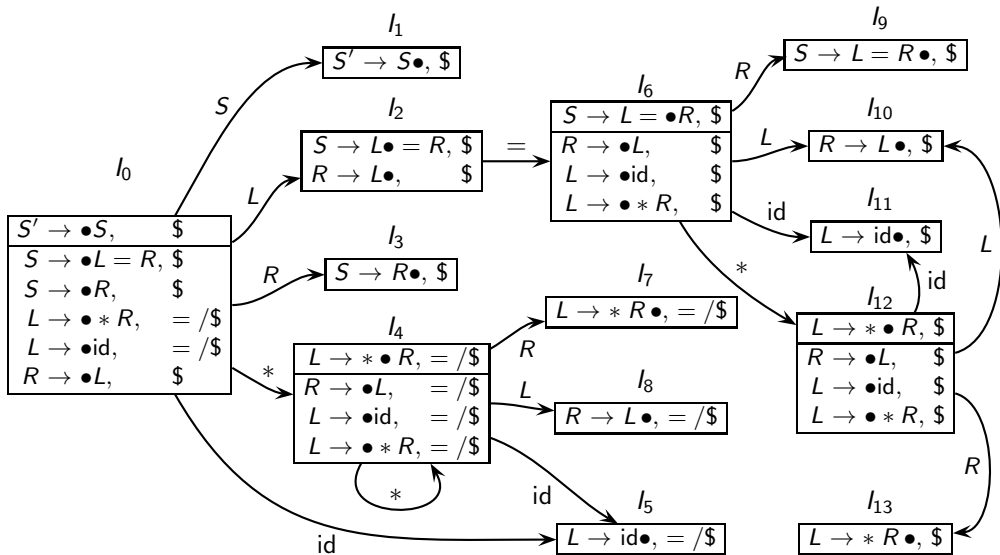 I0
S′ → •S, $
S → •L = R, $
S → •R, $
L → • ∗ R, = /$
L → •id, = /$
R → •L, $
S
L
R
∗
id
I1
S′ → S•, $
I2
S → L• = R, $
R → L•, $
=
I3
S → R•, $
I4
L → ∗ • R, = /$
R → •L, = /$
L → •id, = /$
L → • ∗ R, = /$
∗
R
L
id
I5
L → id•, = /$
I6
S → L = •R, $
R → •L, $
L → •id, $
L → • ∗ R, $
R
L
id
∗
I7
L → ∗ R •, = /$
I8
R → L •, = /$
I9
S → L = R •, $
I10
R → L •, $
I11
L → id•, $
I12
L → ∗ • R, $
R → •L, $
L → •id, $
L → • ∗ R, $
id
L
R
I13
L → ∗ R •, $